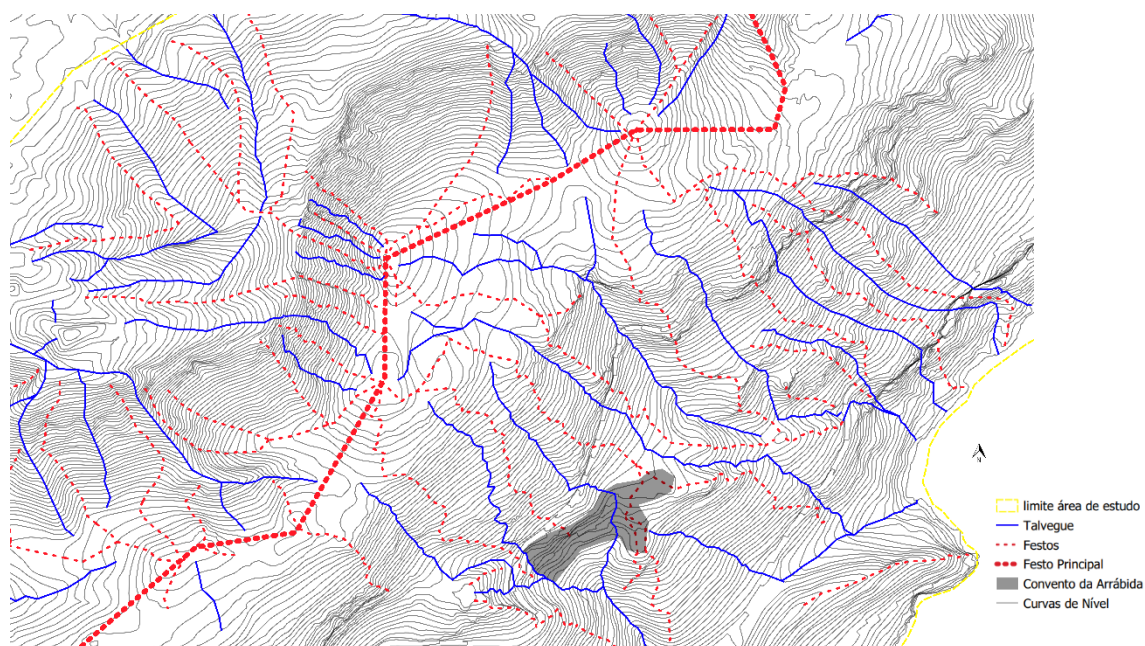 N
limite área de estudo
Talvegue
Festos
Festo Principal
Convento da Arrábida
Curvas de Nível